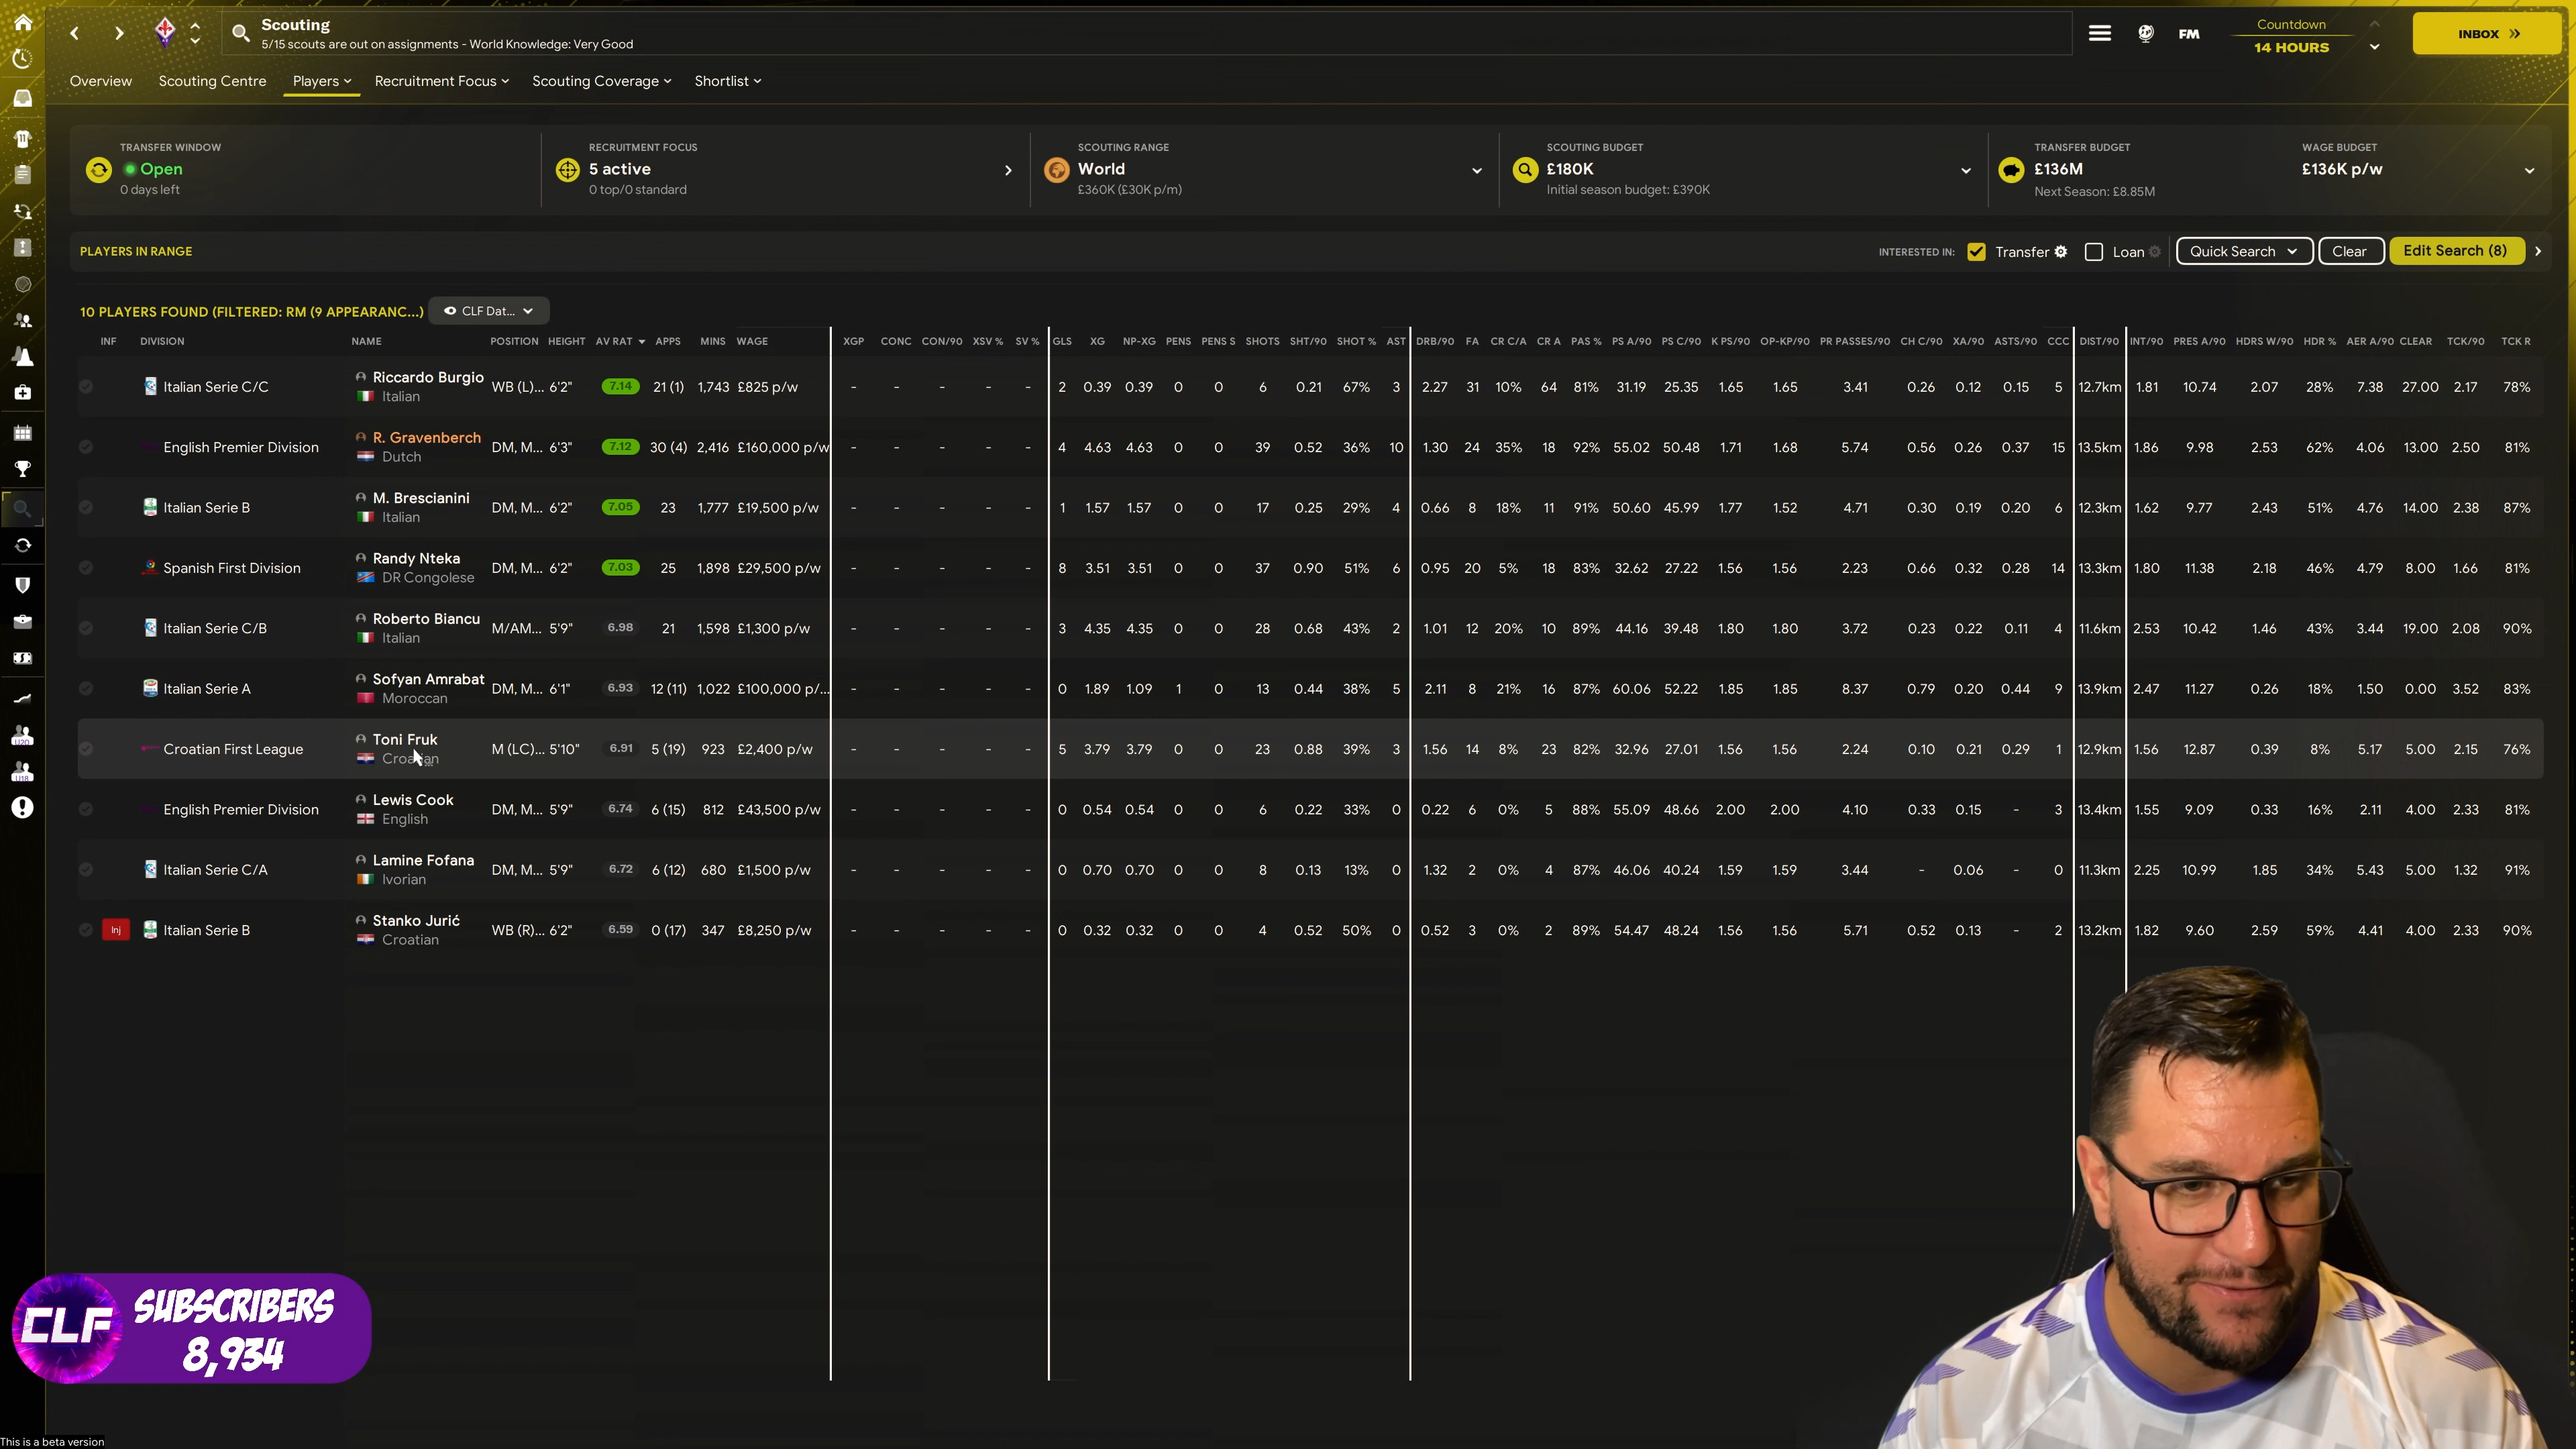 Scouting
5/15 scouts are out on assignments - World Knowledge: Very Good
FM
Countdown
14 HOURS
INBOX
Overview Scouting Centre Players Recruitment Focus Scouting Coverage Shortlist
TRANSFER WINDOW
Open
0 days left
RECRUITMENT FOCUS
5 active
0 top/0 standard
SCOUTING RANGE
World
£360K (£30K p/m)
SCOUTING BUDGET
£180K
Initial season budget: £390K
TRANSFER BUDGET
£136M
Next Season: £8.85M
WAGE BUDGET
£136K p/w
PLAYERS IN RANGE
INTERESTED IN: Transfer Loan Quick Search Clear Edit Search (8)
10 PLAYERS FOUND (FILTERED: RM (9 APPEARANC...) CLF Dat...
INF DIVISION NAME POSITION HEIGHT AV RAT APPS MINS WAGE XGP CONC CON/90 XSV % SV % GLS XG NP-XG PENS PENS S SHOTS SHT/90 SHOT % AST DRB/90 FA CR C/A CR A PAS % PS A/90 PS C/90 K PS/90 OP-KP/90 PR PASSES/90 CH C/90 XA/90 ASTS/90 CCC DIST/90 INT/90 PRES A/90 HDRS W/90 HDR % AER A/90 CLEAR TCK/90 TCK R
Italian Serie C/C Riccardo Burgio Italian WB (L)... 6'2" 7.14 21 (1) 1,743 £825 p/w - - - - - 2 0.39 0.39 0 0 6 0.21 67% 3 2.27 31 10% 64 81% 31.19 25.35 1.65 1.65 3.41 0.26 0.12 0.15 5 12.7km 1.81 10.74 2.07 28% 7.38 27.00 2.17 78%
English Premier Division R. Gravenberch Dutch DM, M... 6'3" 7.12 30 (4) 2,416 £160,000 p/w - - - - - 4 4.63 4.63 0 0 39 0.52 36% 10 1.30 24 35% 18 92% 55.02 50.48 1.71 1.68 5.74 0.56 0.26 0.37 15 13.5km 1.86 9.98 2.53 62% 4.06 13.00 2.50 81%
Italian Serie B M. Brescianini Italian DM, M... 6'2" 7.05 23 1,777 £19,500 p/w - - - - - 1 1.57 1.57 0 0 17 0.25 29% 4 0.66 8 18% 11 91% 50.60 45.99 1.77 1.52 4.71 0.30 0.19 0.20 6 12.3km 1.62 9.77 2.43 51% 4.76 14.00 2.38 87%
Spanish First Division Randy Nteka DR Congolese DM, M... 6'2" 7.03 25 1,898 £29,500 p/w - - - - - 8 3.51 3.51 0 0 37 0.90 51% 6 0.95 20 5% 18 83% 32.62 27.22 1.56 1.56 2.23 0.66 0.32 0.28 14 13.3km 1.80 11.38 2.18 46% 4.79 8.00 1.66 81%
Italian Serie C/B Roberto Biancu Italian M/AM... 5'9" 6.98 21 1,598 £1,300 p/w - - - - - 3 4.35 4.35 0 0 28 0.68 43% 2 1.01 12 20% 10 89% 44.16 39.48 1.80 1.80 3.72 0.23 0.22 0.11 4 11.6km 2.53 10.42 1.46 43% 3.44 19.00 2.08 90%
Italian Serie A Sofyan Amrabat Moroccan DM, M... 6'1" 6.93 12 (11) 1,022 £100,000 p/... - - - - - 0 1.89 1.09 1 0 13 0.44 38% 5 2.11 8 21% 16 87% 60.06 52.22 1.85 1.85 8.37 0.79 0.20 0.44 9 13.9km 2.47 11.27 0.26 18% 1.50 0.00 3.52 83%
Croatian First League Toni Fruk Croatian M (LC)... 5'10" 6.91 5 (19) 923 £2,400 p/w - - - - - 5 3.79 3.79 0 0 23 0.88 39% 3 1.56 14 8% 23 82% 32.96 27.01 1.56 1.56 2.24 0.10 0.21 0.29 1 12.9km 1.56 12.87 0.39 8% 5.17 5.00 2.15 76%
English Premier Division Lewis Cook English DM, M... 5'9" 6.74 6 (15) 812 £43,500 p/w - - - - - 0 0.54 0.54 0 0 6 0.22 33% 0 0.22 6 0% 5 88% 55.09 48.66 2.00 2.00 4.10 0.33 0.15 - 3 13.4km 1.55 9.09 0.33 16% 2.11 4.00 2.33 81%
Italian Serie C/A Lamine Fofana Ivorian DM, M... 5'9" 6.72 6 (12) 680 £1,500 p/w - - - - - 0 0.70 0.70 0 0 8 0.13 13% 0 1.32 2 0% 4 87% 46.06 40.24 1.59 1.59 3.44 - 0.06 - 0 11.3km 2.25 10.99 1.85 34% 5.43 5.00 1.32 91%
Inj Italian Serie B Stanko Jurić Croatian WB (R)... 6'2" 6.59 0 (17) 347 £8,250 p/w - - - - - 0 0.32 0.32 0 0 4 0.52 50% 0 0.52 3 0% 2 89% 54.47 48.24 1.56 1.56 5.71 0.52 0.13 - 2 13.2km 1.82 9.60 2.59 59% 4.41 4.00 2.33 90%
CLF SUBSCRIBERS
8,934
This is a beta version